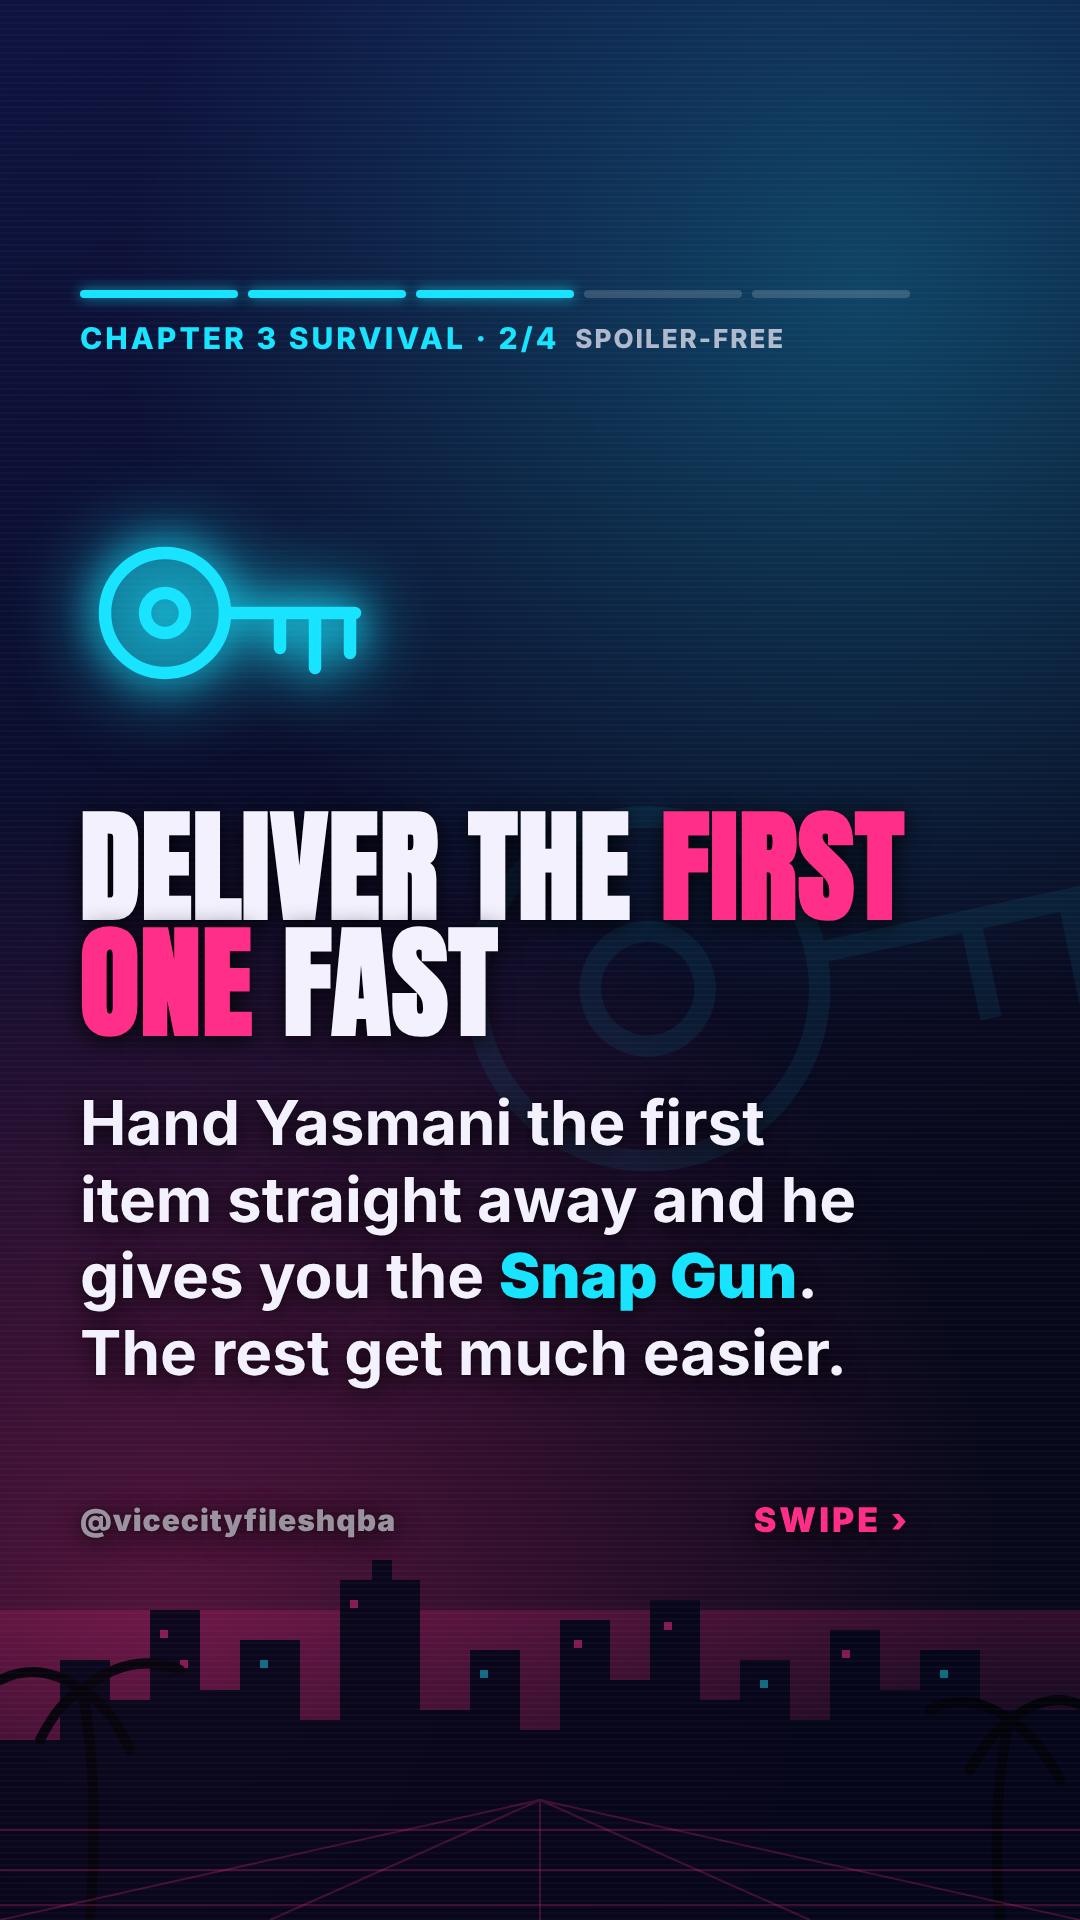 CHAPTER 3 SURVIVAL · 2/4 SPOILER-FREE
DELIVER THE FIRST
ONE FAST
Hand Yasmani the first
item straight away and he
gives you the Snap Gun.
The rest get much easier.
@vicecityfileshqba SWIPE ›